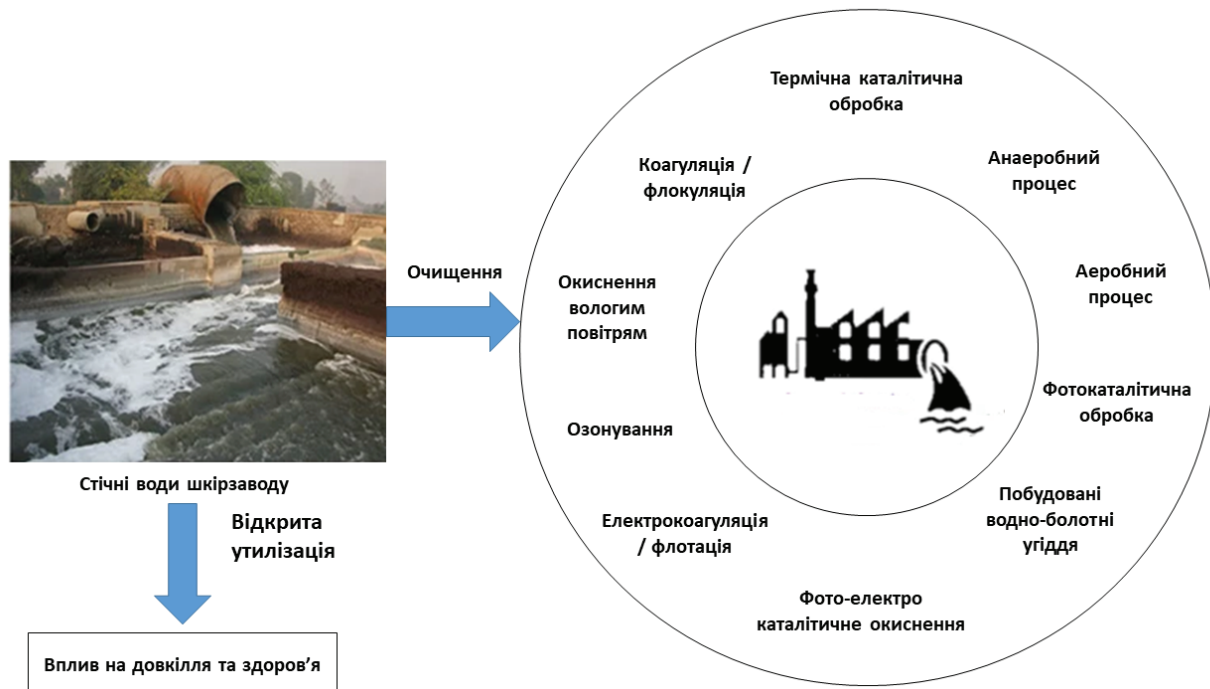 Стічні води шкірзаводу
Відкрита
утилізація
Вплив на довкілля та здоров’я
Очищення
Термічна каталітична
обробка
Анаеробний
процес
Аеробний
процес
Фотокаталітична
обробка
Побудовані
водно-болотні
угіддя
Фото-електро
каталітичне окиснення
Електрокоагуляція
/ флотація
Озонування
Окиснення
вологим
повітрям
Коагуляція /
флокуляція